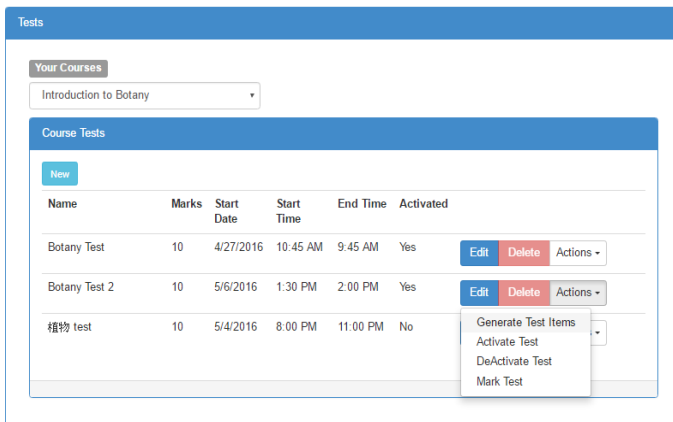 Tests
Your Courses
Introduction to Botany
Course Tests
New
Name Marks Start Date Start Time End Time Activated
Botany Test 10 4/27/2016 10:45 AM 9:45 AM Yes Edit Delete Actions
Botany Test 2 10 5/6/2016 1:30 PM 2:00 PM Yes Edit Delete Actions
植物 test 10 5/4/2016 8:00 PM 11:00 PM No
Generate Test Items
Activate Test
DeActivate Test
Mark Test